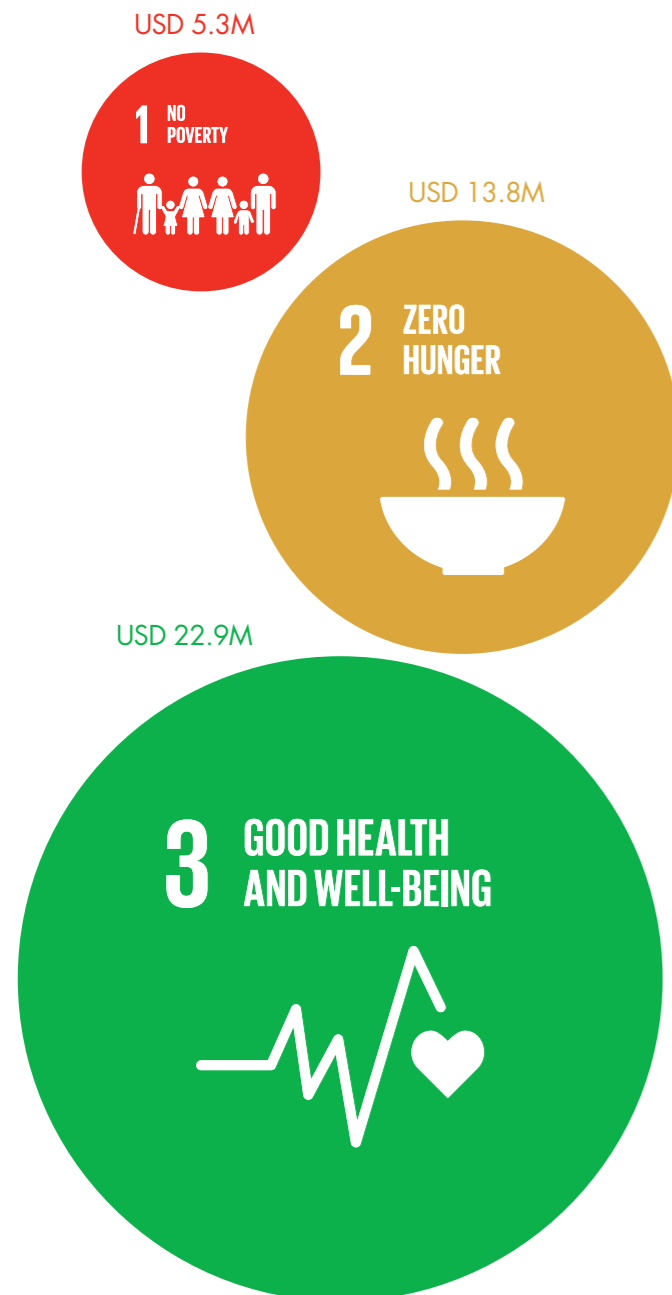 USD 5.3M
1 NO
POVERTY
USD 13.8M
2 ZERO
HUNGER
USD 22.9M
3 GOOD HEALTH
AND WELL-BEING